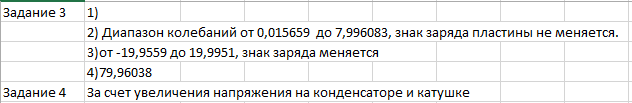 Задание 3 1)
2) Диапазон колебаний от 0,015659 до 7,996083, знак заряда пластины не меняется.
3)от -19,9559 до 19,9951, знак заряда меняется
4)79,96038
Задание 4 За счет увеличения напряжения на конденсаторе и катушке